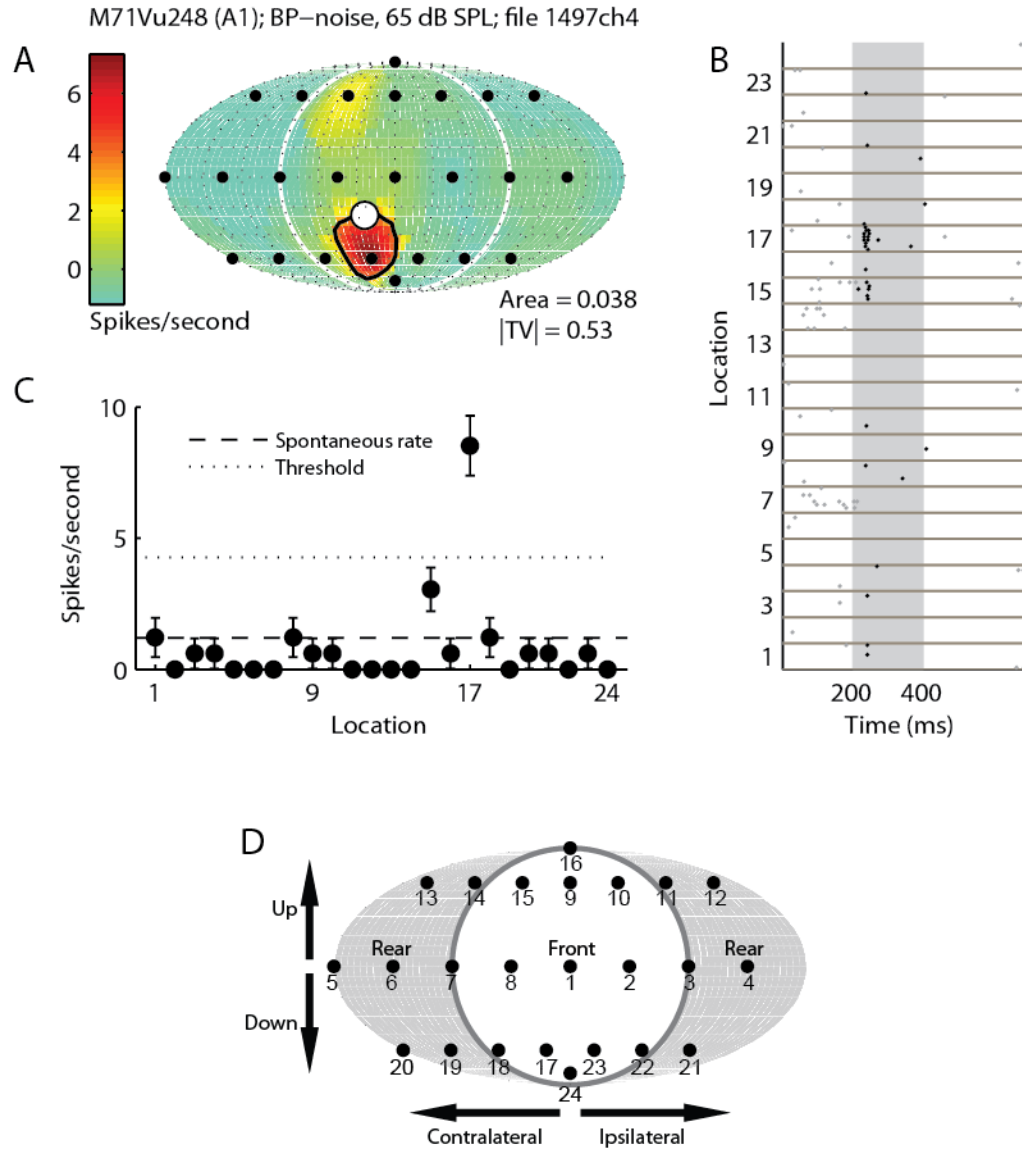 M71Vu248 (A1); BP−noise, 65 dB SPL; file 1497ch4
A
6
4
2
0
Spikes/second
Area = 0.038
|TV| = 0.53
B
23
21
19
17
15
13
11
9
7
5
3
1
Location
200 400
Time (ms)
C
10
5
0
Spikes/second
Spontaneous rate
Threshold
1 9 17 24
Location
D
Up
Down
16
13 14 15 9 10 11 12
Rear Front Rear
5 6 7 8 1 2 3 4
20 19 18 17 23 22 21
24
Contralateral Ipsilateral